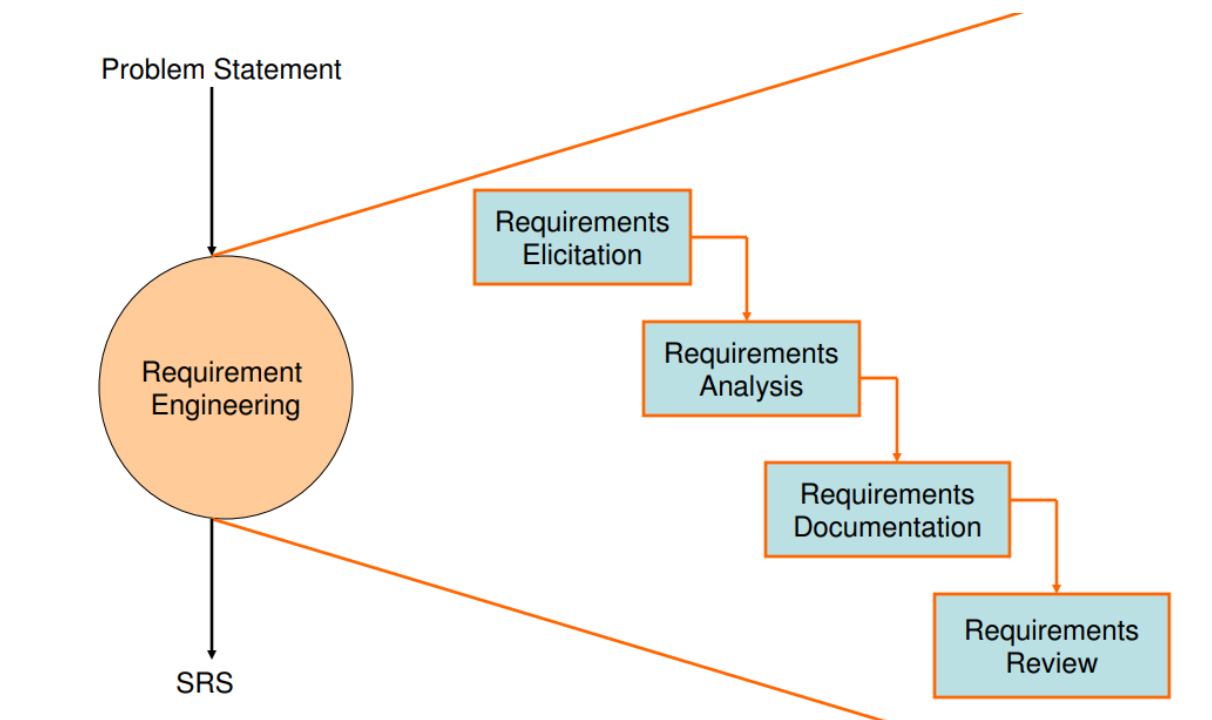 Problem Statement
Requirement
Engineering
SRS
Requirements
Elicitation
Requirements
Analysis
Requirements
Documentation
Requirements
Review